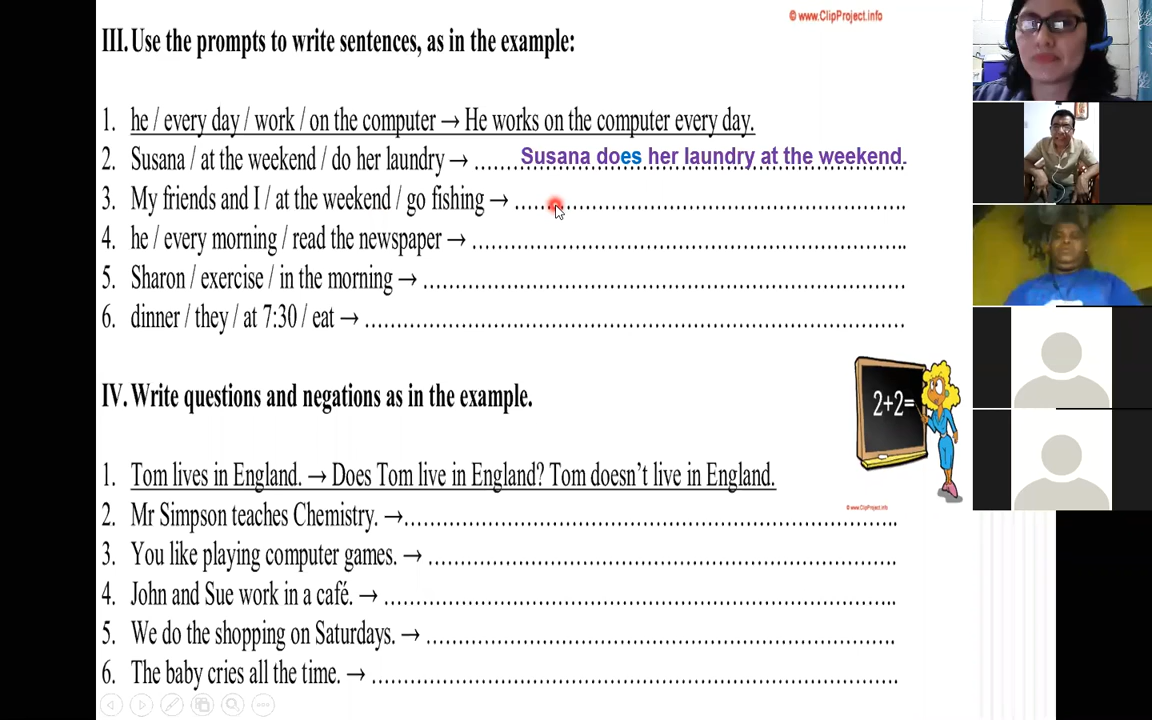 © www.ClipProject.info
III. Use the prompts to write sentences, as in the example:
1. he / every day / work / on the computer → He works on the computer every day.
2. Susana / at the weekend / do her laundry → ....... Susana does her laundry at the weekend.
3. My friends and I / at the weekend / go fishing → ..............................................................
4. he / every morning / read the newspaper → ....................................................................
5. Sharon / exercise / in the morning → ...........................................................................
6. dinner / they / at 7:30 / eat → ....................................................................................
2+2=
IV. Write questions and negations as in the example.
1. Tom lives in England. → Does Tom live in England? Tom doesn't live in England.
© www.ClipProject.info
2. Mr Simpson teaches Chemistry. → .............................................................................
3. You like playing computer games. → .........................................................................
4. John and Sue work in a café. → ................................................................................
5. We do the shopping on Saturdays. → .........................................................................
6. The baby cries all the time. → ..................................................................................